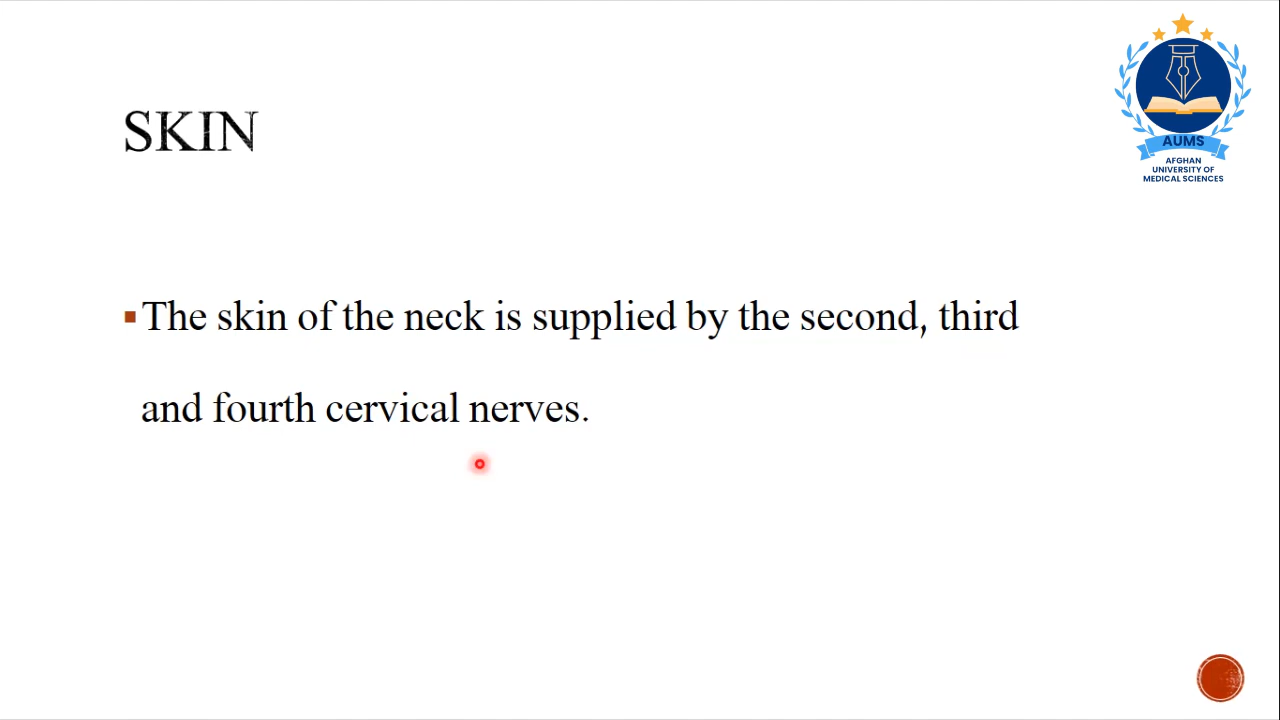 AUMS
AFGHAN
UNIVERSITY OF
MEDICAL SCIENCES
SKIN
The skin of the neck is supplied by the second, third
and fourth cervical nerves.